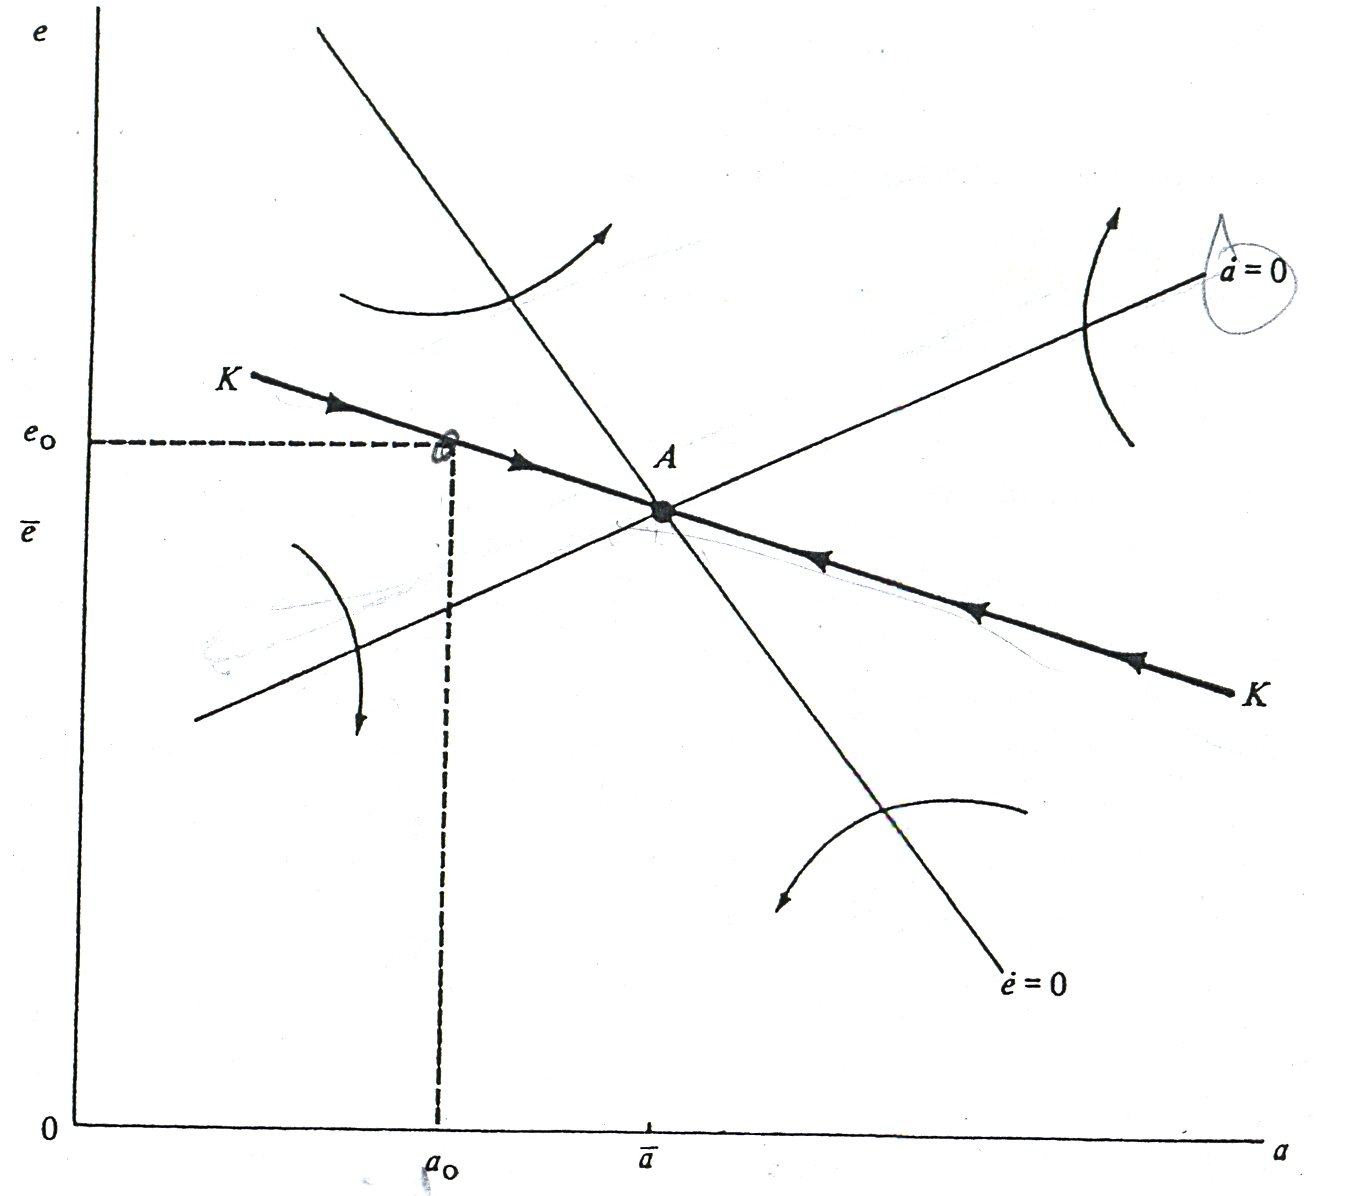 e
ȧ = 0
K
e₀
A
e̅
K
ė = 0
0
a₀
a̅
a